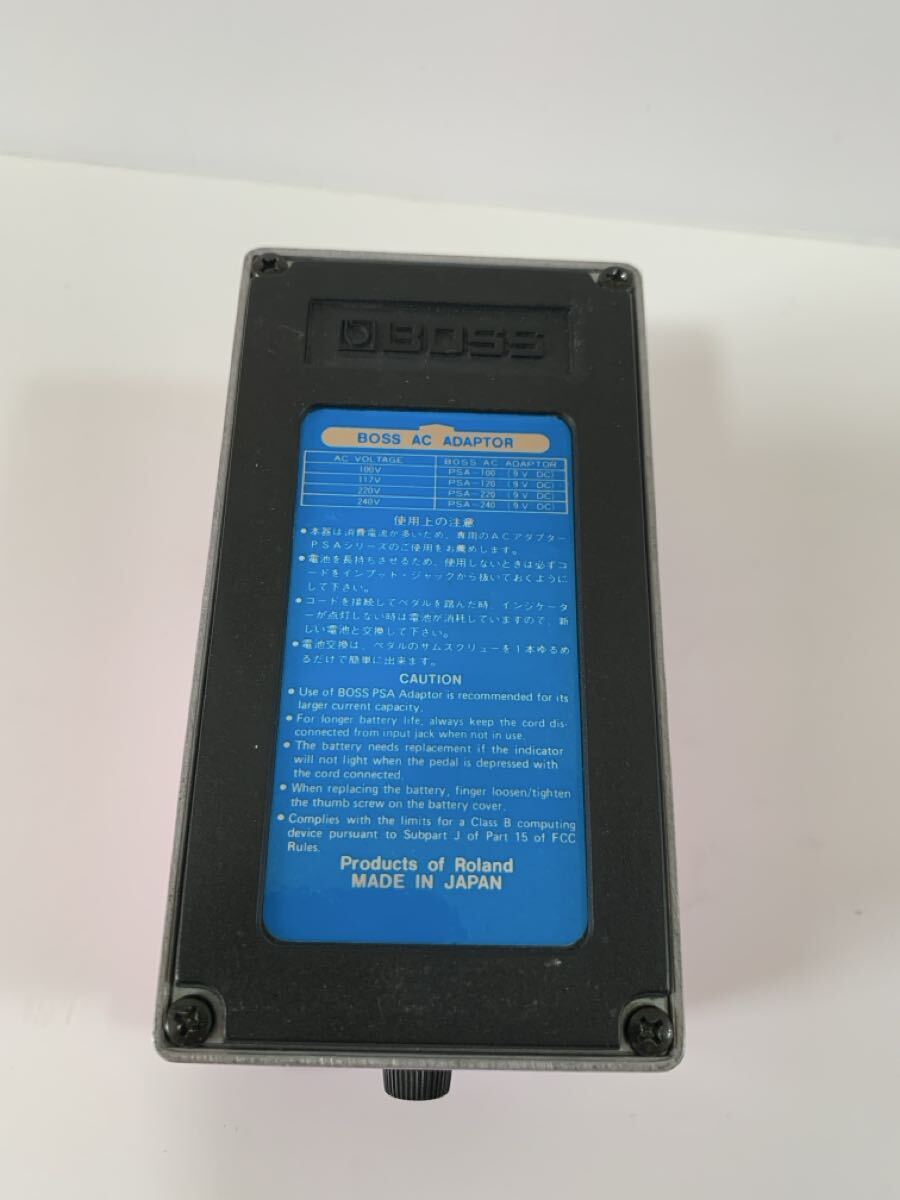 BOSS
BOSS AC ADAPTOR
AC VOLTAGE BOSS AC ADAPTOR
100V PSA-100 (9V DC)
117V PSA-120 (9V DC)
220V PSA-220 (9V DC)
240V PSA-240 (9V DC)
使用上の注意
●本器は消費電流が多いため、専用のACアダプター
PSAシリーズのご使用をお薦めします。
●電池を長持ちさせるため、使用しないときは必ずコ
ードをインプット・ジャックから抜いておくように
して下さい。
●コードを接続してペダルを踏んだ時、インジケータ
ーが点灯しない時は電池が消耗していますので、新
しい電池と交換して下さい。
●電池交換は、ペダルのサムスクリューを1本ゆるめ
るだけで簡単に出来ます。
CAUTION
● Use of BOSS PSA Adaptor is recommended for its
larger current capacity.
● For longer battery life, always keep the cord dis-
connected from input jack when not in use.
● The battery needs replacement if the indicator
will not light when the pedal is depressed with
the cord connected.
● When replacing the battery, finger loosen/tighten
the thumb screw on the battery cover.
● Complies with the limits for a Class B computing
device pursuant to Subpart J of Part 15 of FCC
Rules.
Products of Roland
MADE IN JAPAN